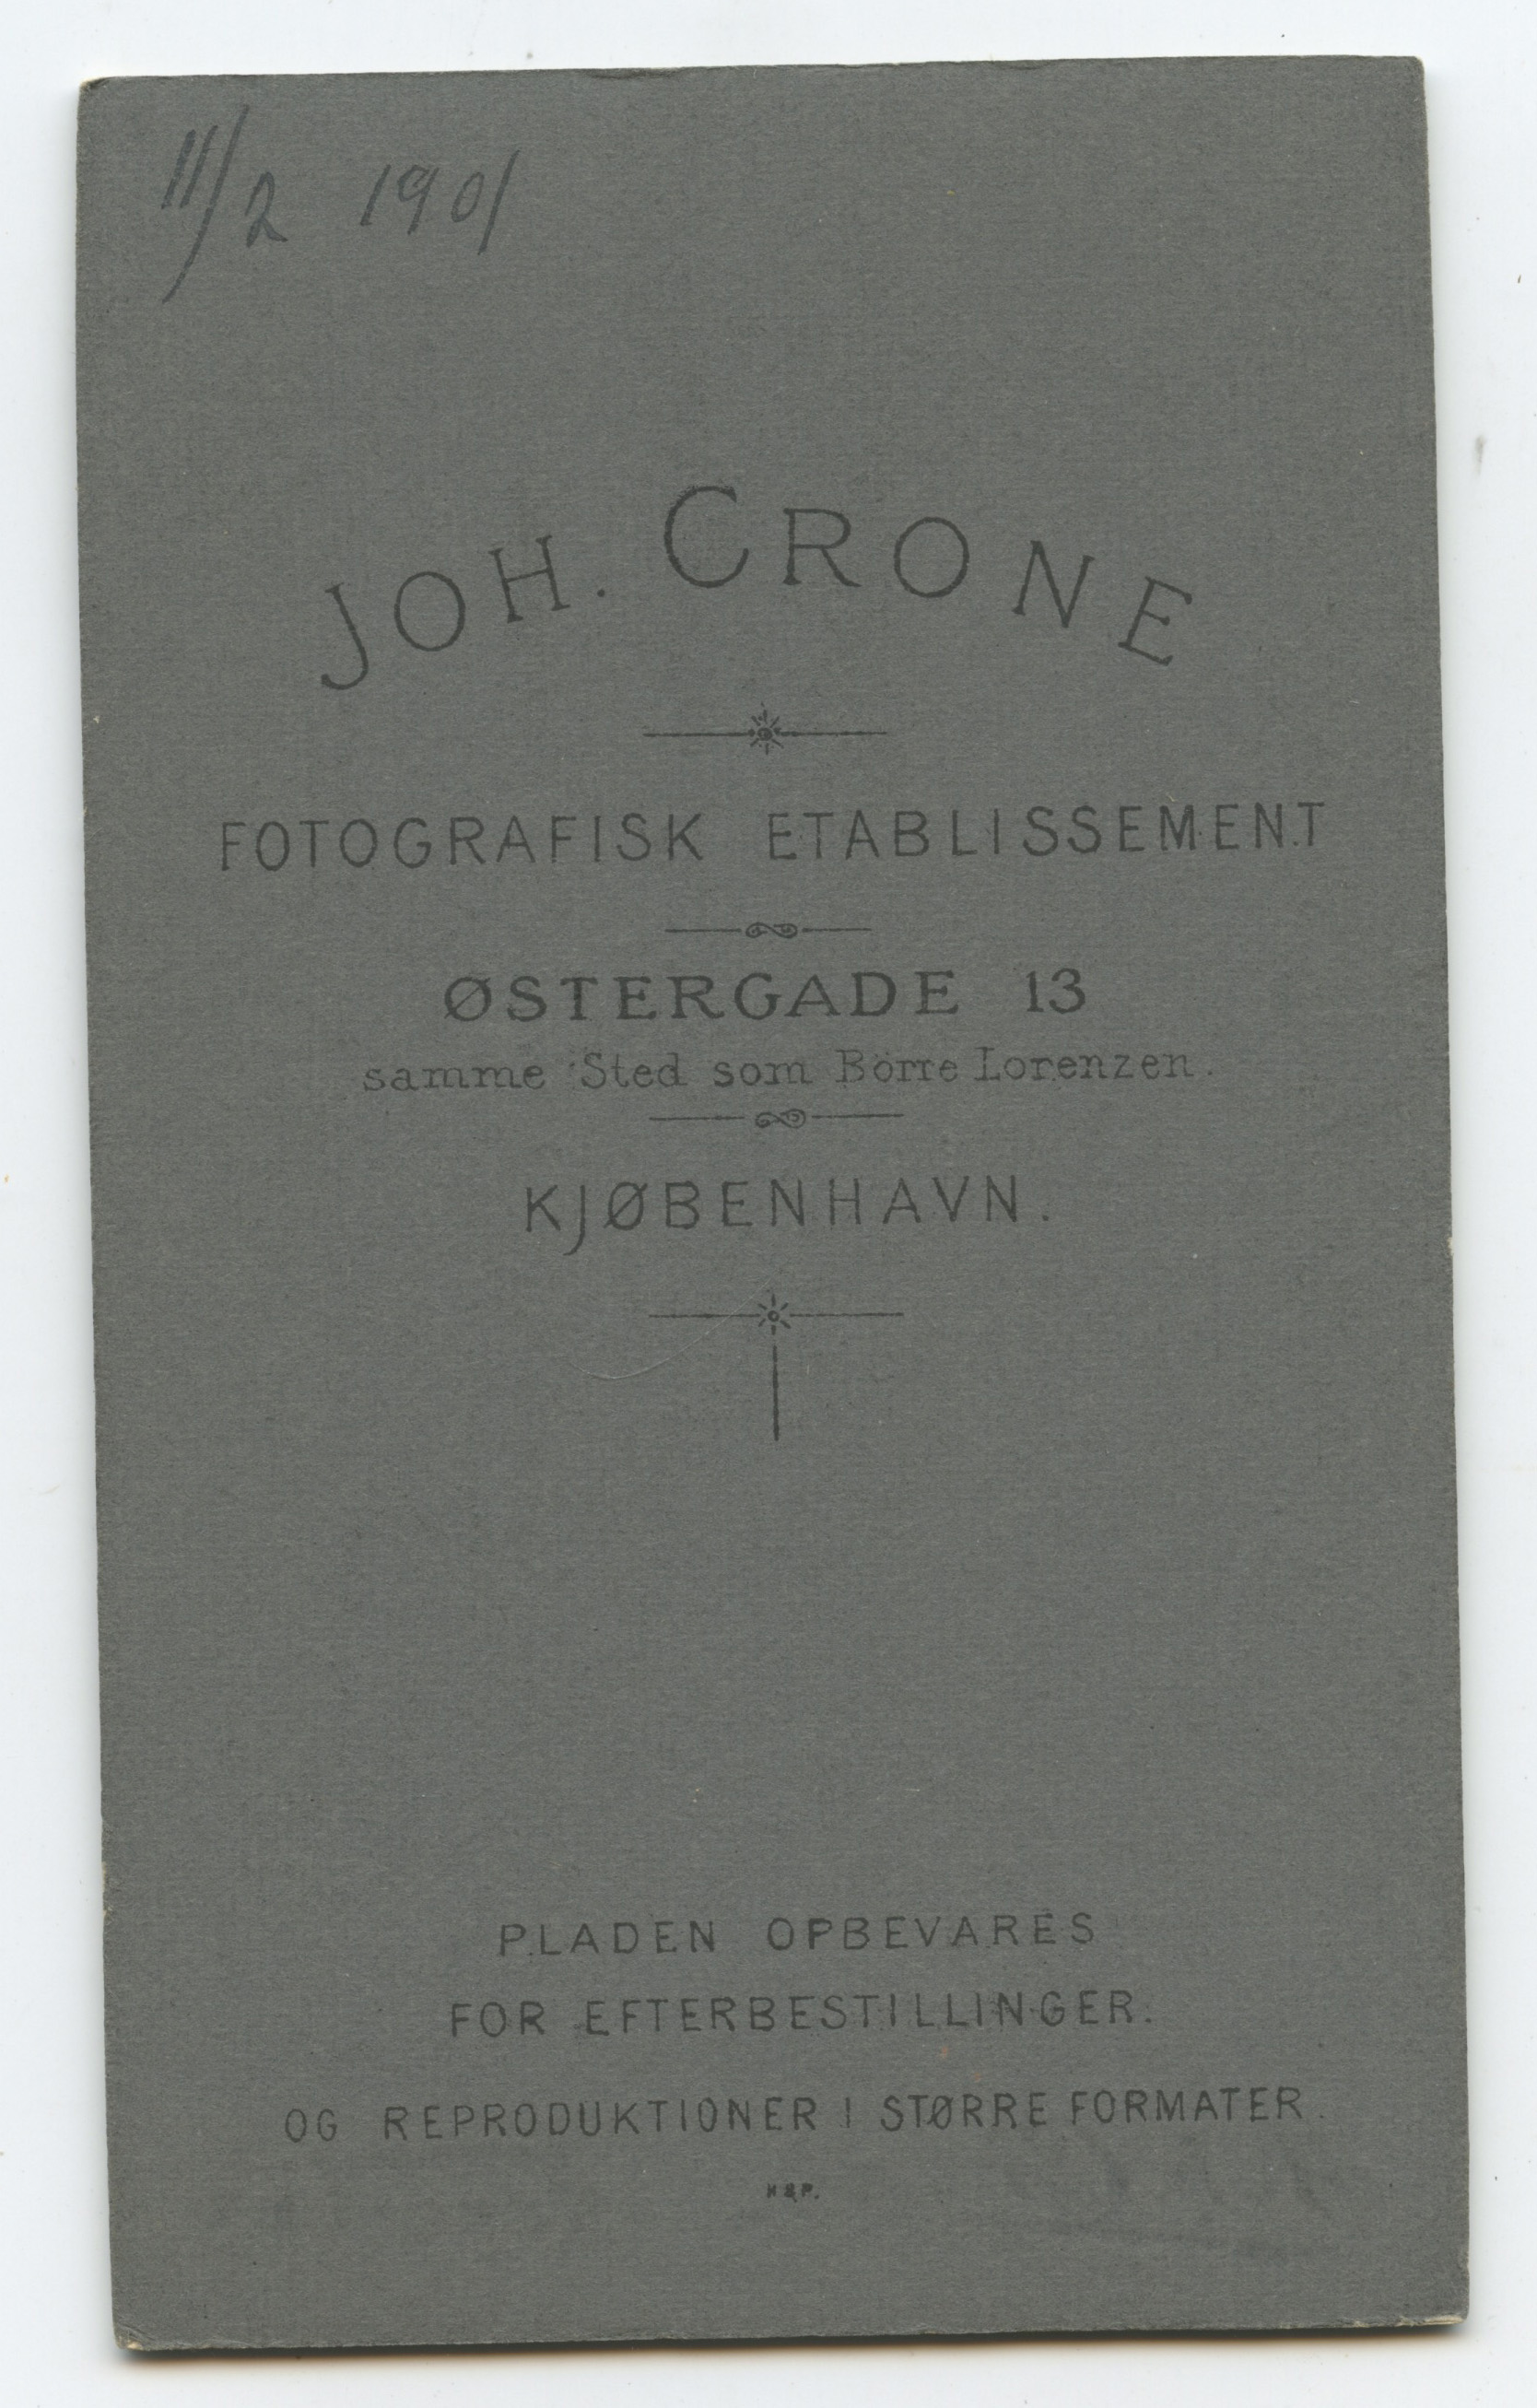 11/2 1901
JOH. CRONE
FOTOGRAFISK ETABLISSEMENT
ØSTERGADE 13
samme Sted som Börre Lorenzen.
KJØBENHAVN.
PLADEN OPBEVARES
FOR EFTERBESTILLINGER.
OG REPRODUKTIONER I STØRRE FORMATER.